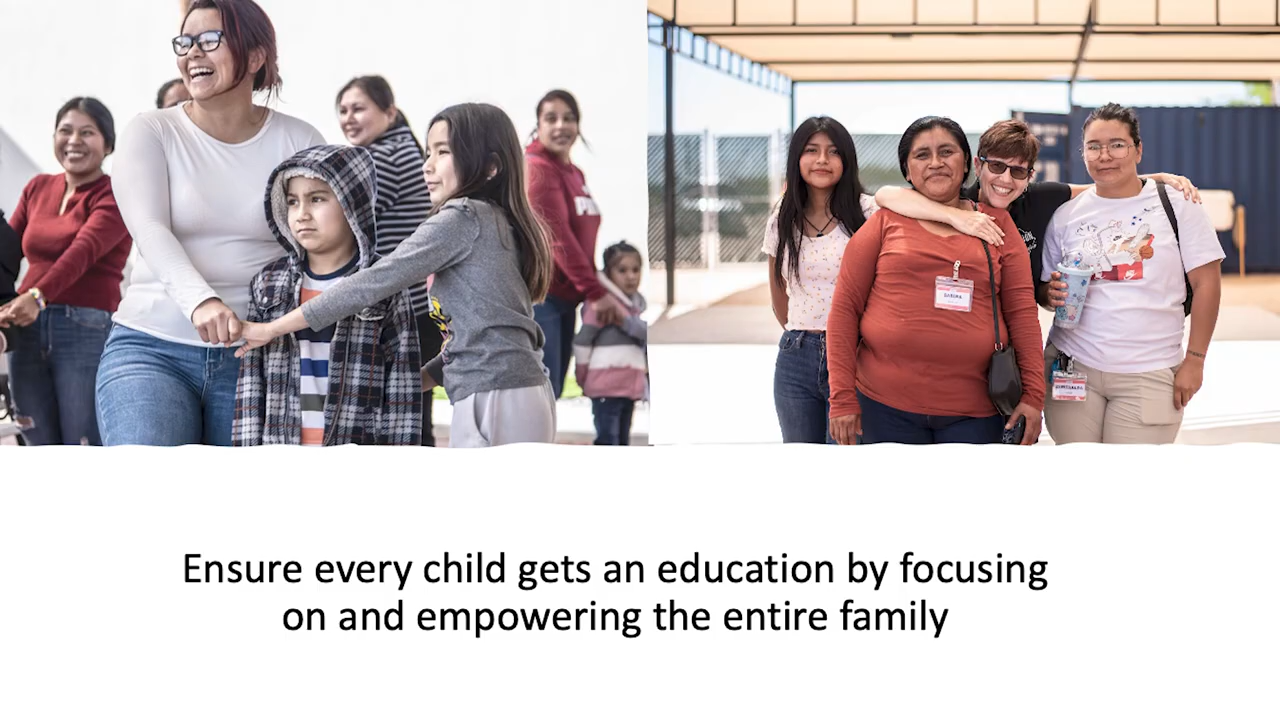 Ensure every child gets an education by focusing
on and empowering the entire family